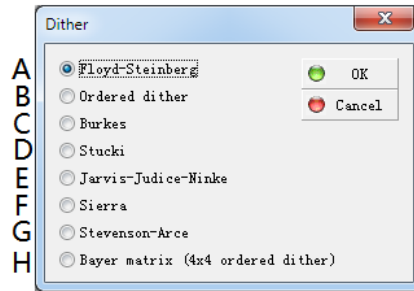 Dither
A Floyd-Steinberg OK
B Ordered dither Cancel
C Burkes
D Stucki
E Jarvis-Judice-Ninke
F Sierra
G Stevenson-Arce
H Bayer matrix (4x4 ordered dither)